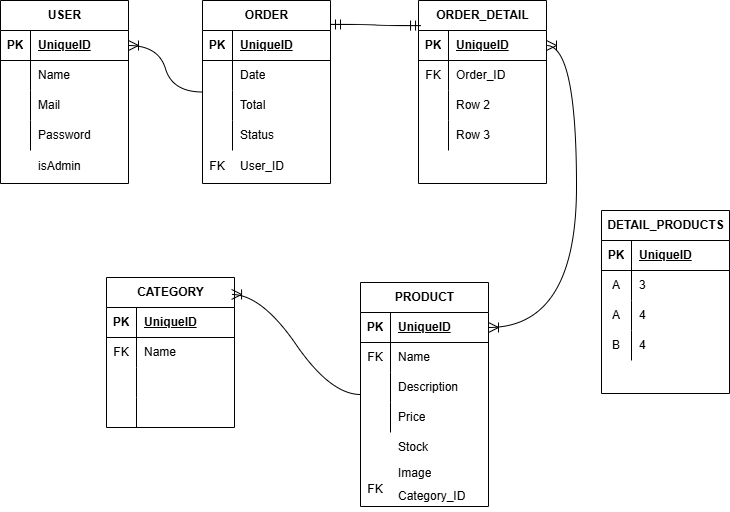 USER
PK UniqueID
Name
Mail
Password
isAdmin
ORDER
PK UniqueID
Date
Total
Status
FK User_ID
ORDER_DETAIL
PK UniqueID
FK Order_ID
Row 2
Row 3
DETAIL_PRODUCTS
PK UniqueID
A 3
A 4
B 4
CATEGORY
PK UniqueID
FK Name
PRODUCT
PK UniqueID
FK Name
Description
Price
Stock
Image
FK Category_ID